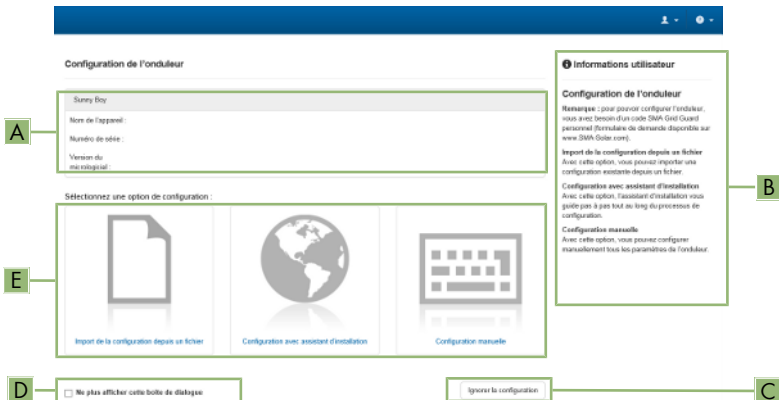 Configuration de l'onduleur
Sunny Boy
Nom de l'appareil :
Numéro de série :
Version du
micrologiciel :
A
Sélectionnez une option de configuration :
Import de la configuration depuis un fichier
Configuration avec assistant d'installation
Configuration manuelle
E
Ne plus afficher cette boîte de dialogue
D
Ignorer la configuration
C
Informations utilisateur
Configuration de l'onduleur
Remarque : pour pouvoir configurer l'onduleur,
vous avez besoin d'un code SMA Grid Guard
personnel (formulaire de demande disponible sur
www.SMA-Solar.com).
Import de la configuration depuis un fichier
Avec cette option, vous pouvez importer une
configuration existante depuis un fichier.
Configuration avec assistant d'installation
Avec cette option, l'assistant d'installation vous
guide pas à pas tout au long du processus de
configuration.
Configuration manuelle
Avec cette option, vous pouvez configurer
manuellement tous les paramètres de l'onduleur.
B